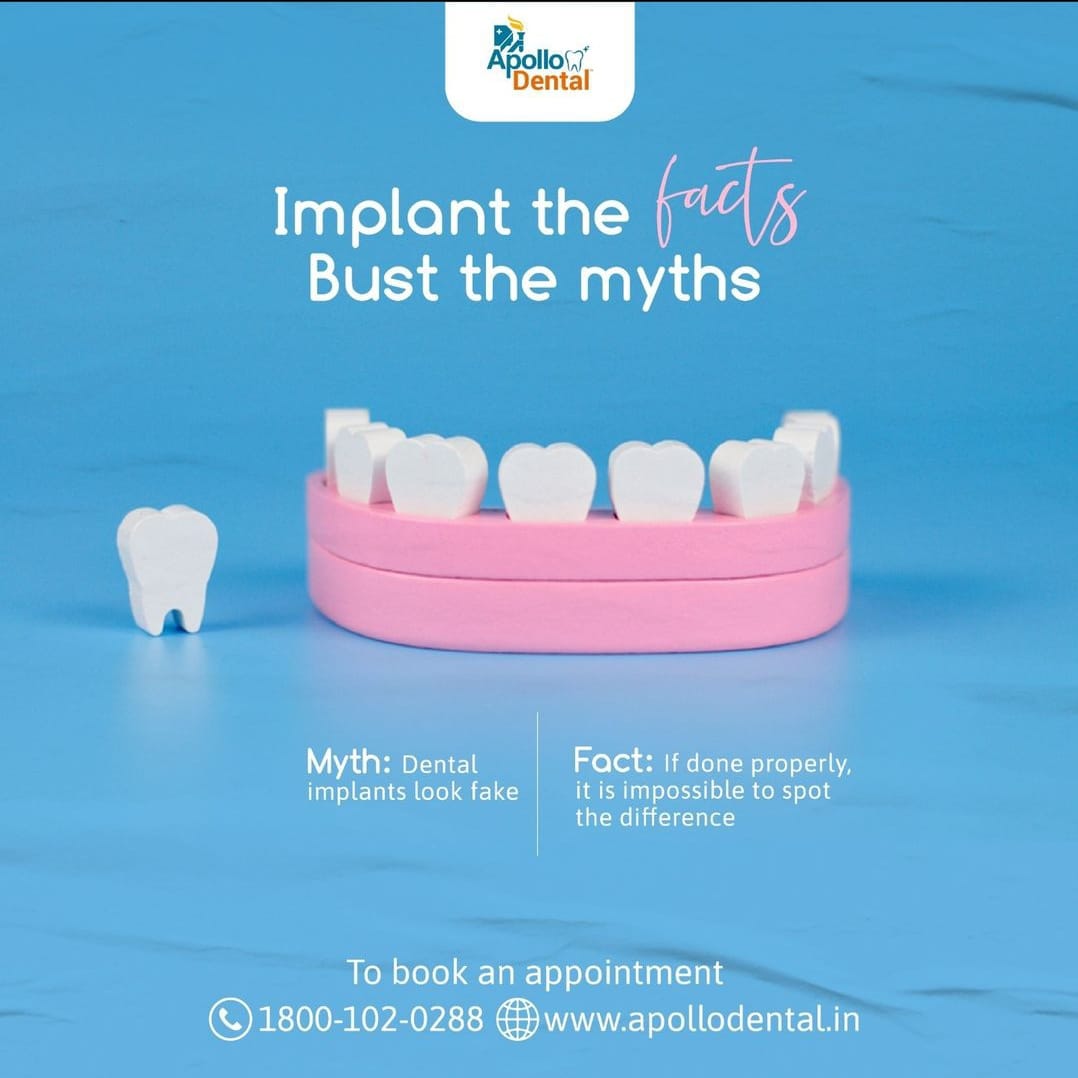 Apollo
Dental
Implant the facts
Bust the myths
Myth: Dental
implants look fake
Fact: If done properly,
it is impossible to spot
the difference
To book an appointment
1800-102-0288 www.apollodental.in